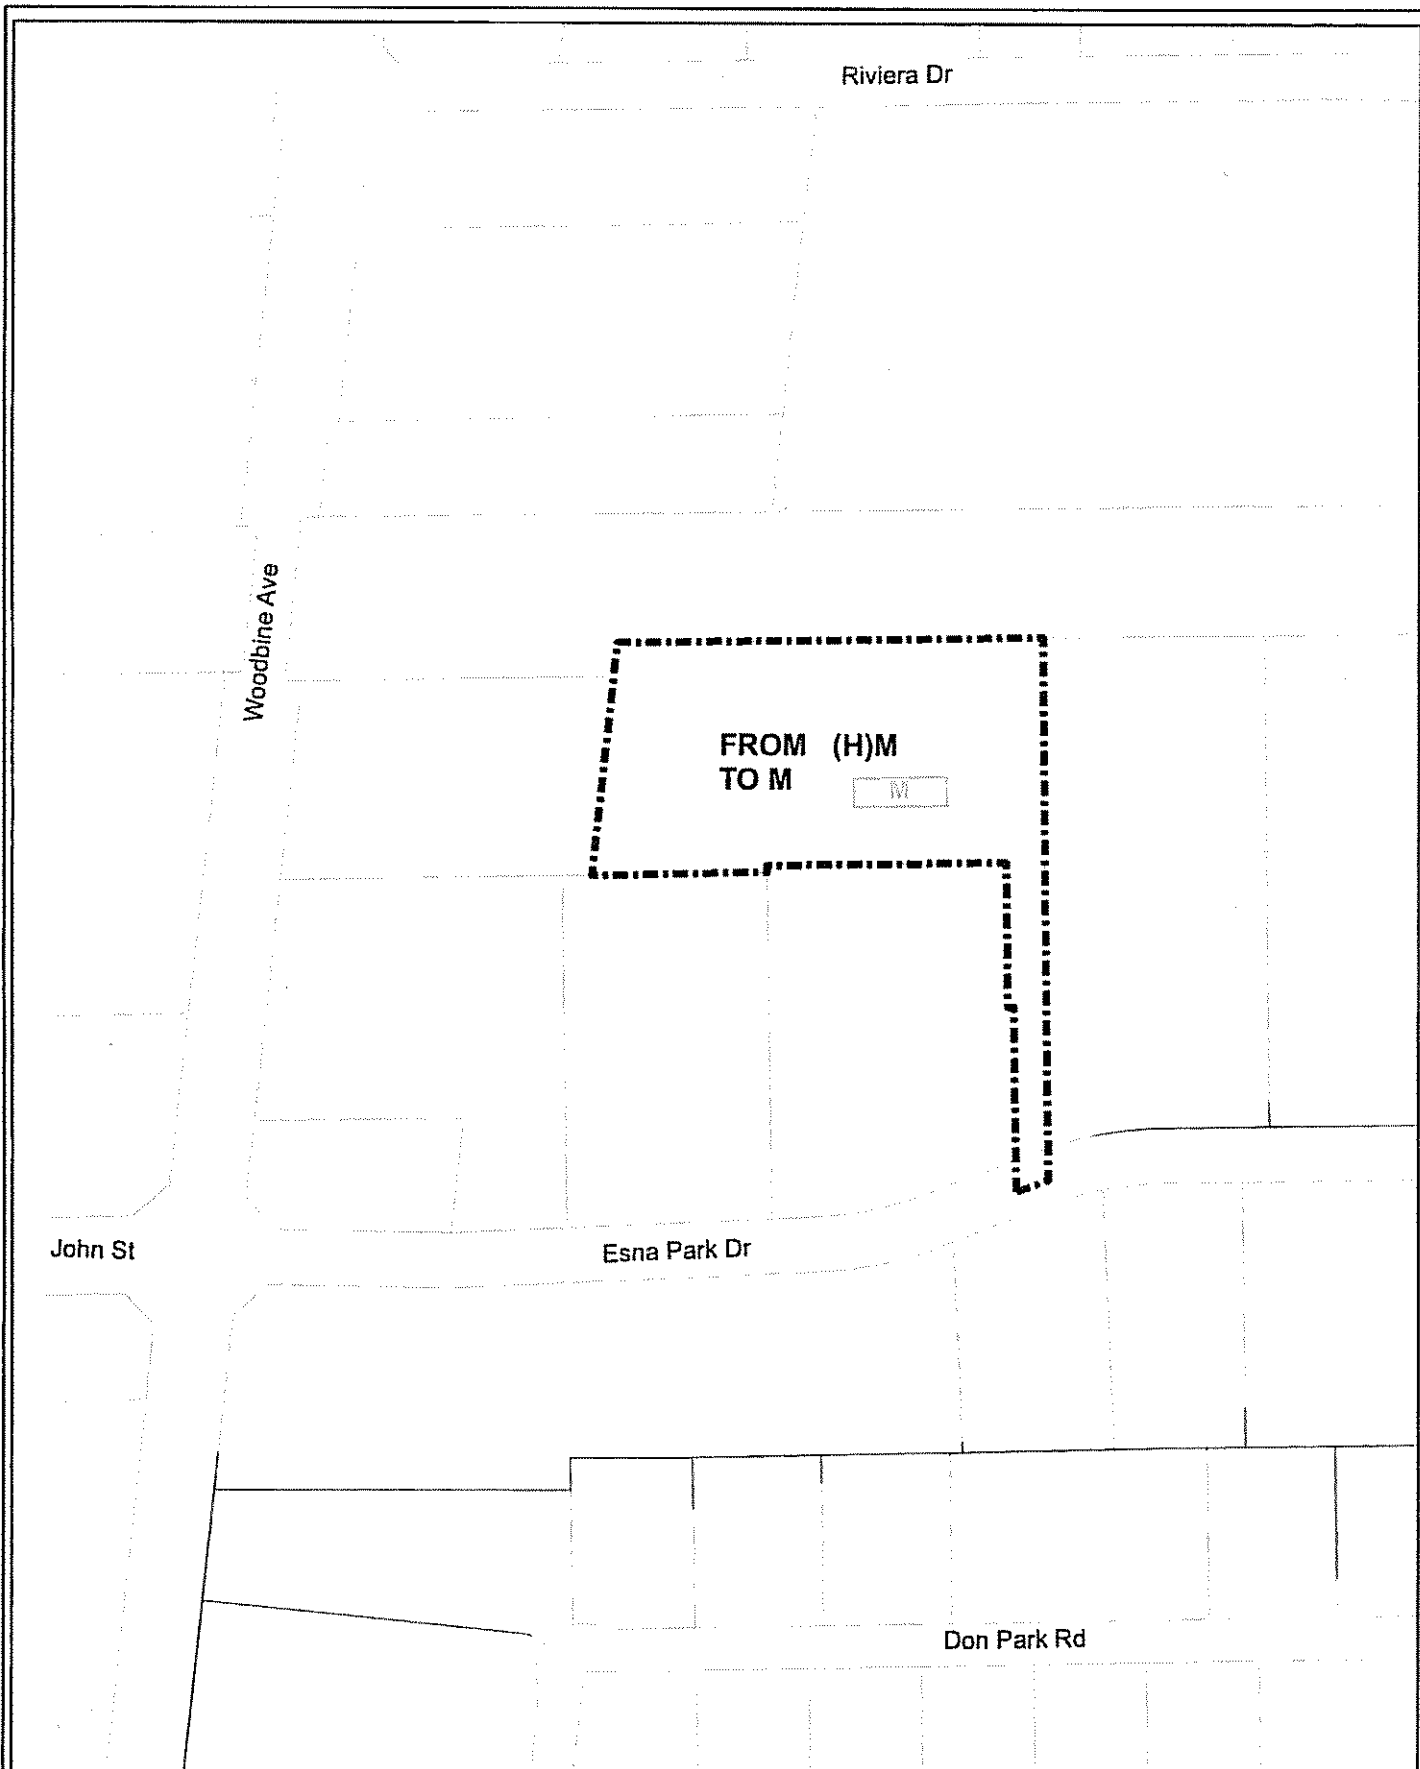 Riviera Dr
Woodbine Ave
FROM (H)M
TO M
M
John St
Esna Park Dr
Don Park Rd